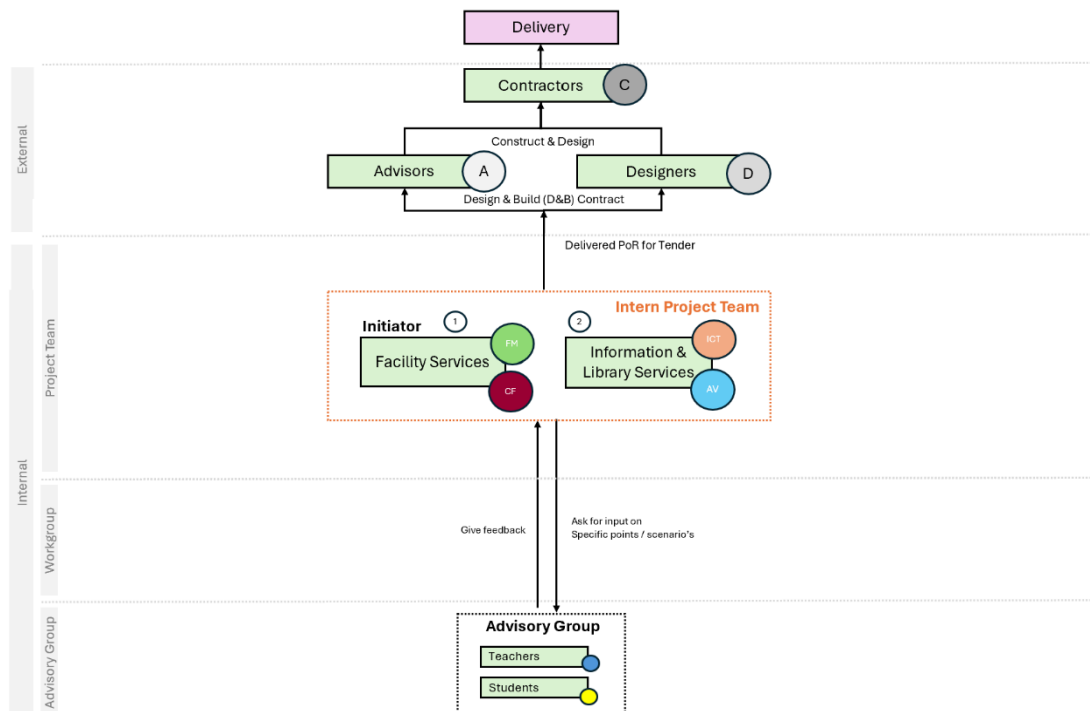 Delivery
External
Contractors
C
Construct & Design
Advisors
A
Designers
D
Design & Build (D&B) Contract
Delivered PoR for Tender
Internal
Project Team
Intern Project Team
1
2
Initiator
Facility Services
FM
CF
Information &
Library Services
ICT
AV
Workgroup
Give feedback
Ask for input on
Specific points / scenario's
Advisory Group
Advisory Group
Teachers
Students